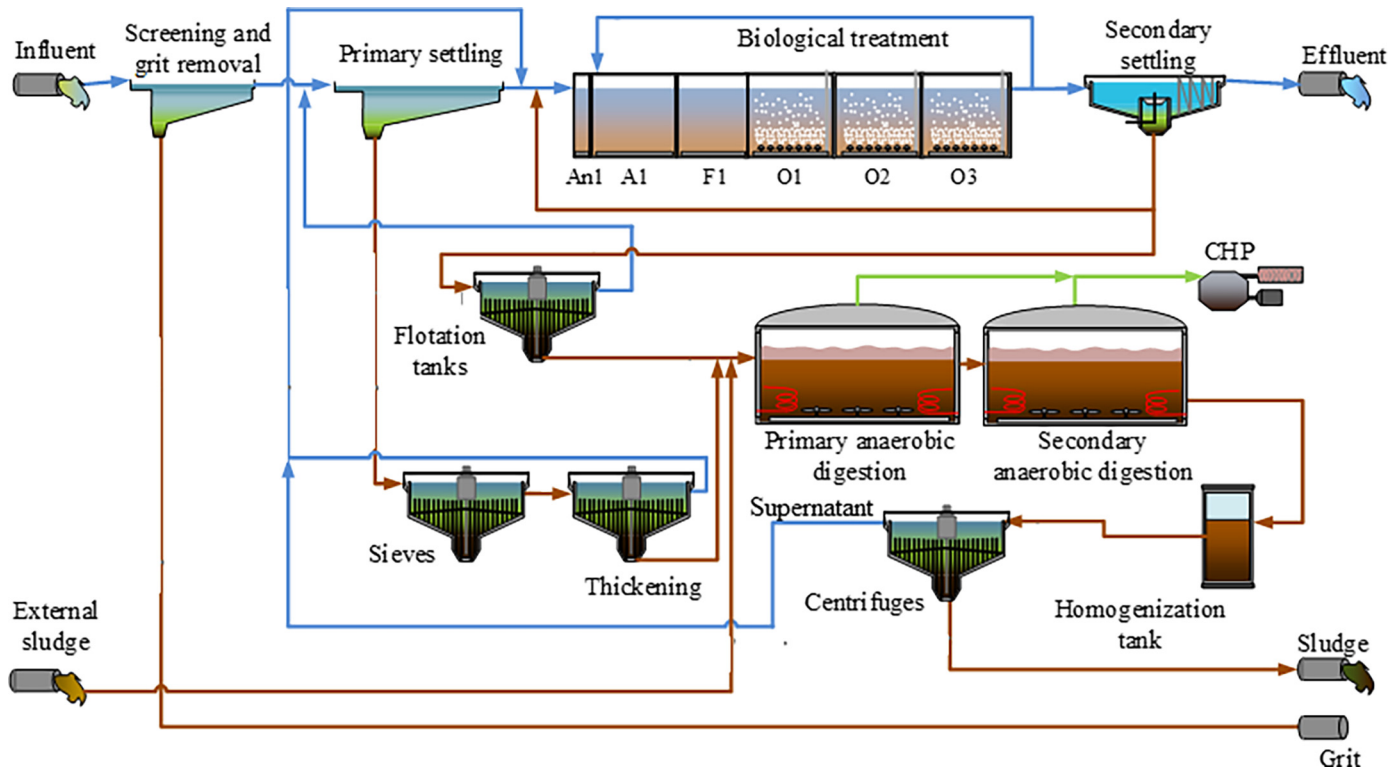 Influent
Screening and
grit removal
Primary settling
Biological treatment
Secondary
settling
Effluent
An1
A1
F1
O1
O2
O3
CHP
Flotation
tanks
Primary anaerobic
digestion
Secondary
anaerobic digestion
Supernatant
Sieves
Thickening
Centrifuges
Homogenization
tank
External
sludge
Sludge
Grit